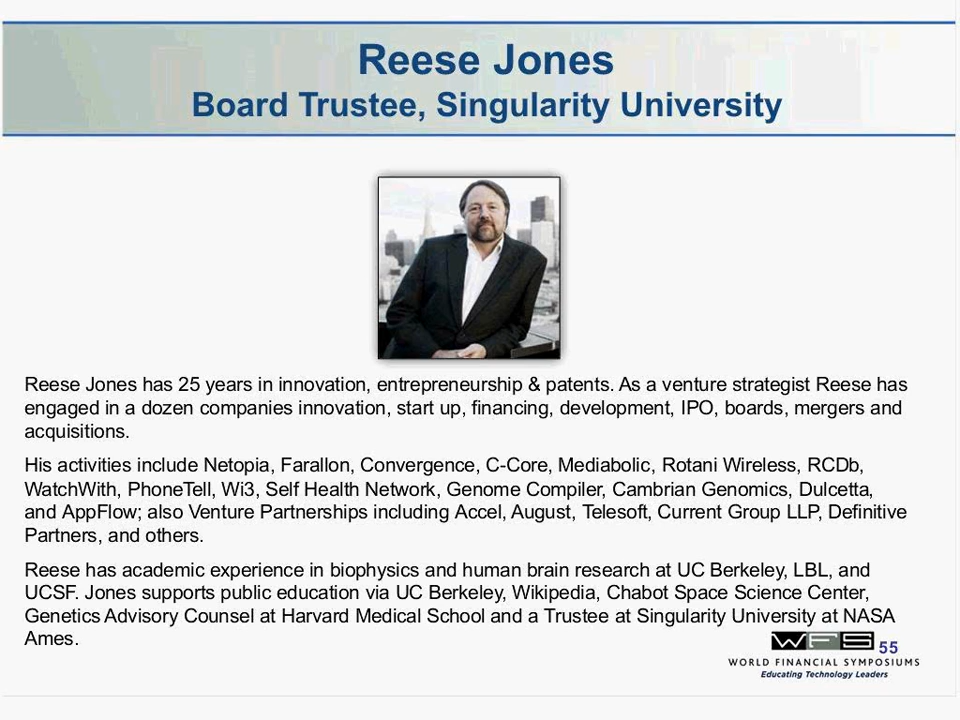 Reese Jones
Board Trustee, Singularity University
Reese Jones has 25 years in innovation, entrepreneurship & patents. As a venture strategist Reese has
engaged in a dozen companies innovation, start up, financing, development, IPO, boards, mergers and
acquisitions.
His activities include Netopia, Farallon, Convergence, C-Core, Mediabolic, Rotani Wireless, RCDb,
WatchWith, PhoneTell, Wi3, Self Health Network, Genome Compiler, Cambrian Genomics, Dulcetta,
and AppFlow; also Venture Partnerships including Accel, August, Telesoft, Current Group LLP, Definitive
Partners, and others.
Reese has academic experience in biophysics and human brain research at UC Berkeley, LBL, and
UCSF. Jones supports public education via UC Berkeley, Wikipedia, Chabot Space Science Center,
Genetics Advisory Counsel at Harvard Medical School and a Trustee at Singularity University at NASA
Ames.
WFS 55
WORLD FINANCIAL SYMPOSIUMS
Educating Technology Leaders